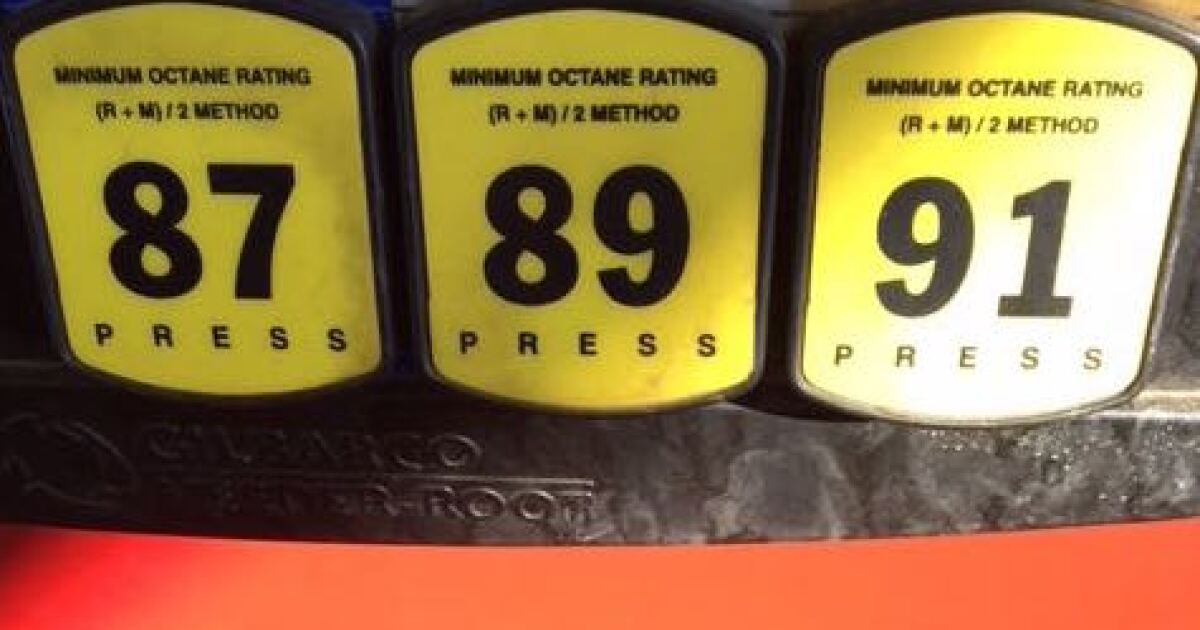 MINIMUM OCTANE RATING
(R + M) / 2 METHOD
87
PRESS
MINIMUM OCTANE RATING
(R + M) / 2 METHOD
89
PRESS
MINIMUM OCTANE RATING
(R + M) / 2 METHOD
91
PRESS
GILBARCO